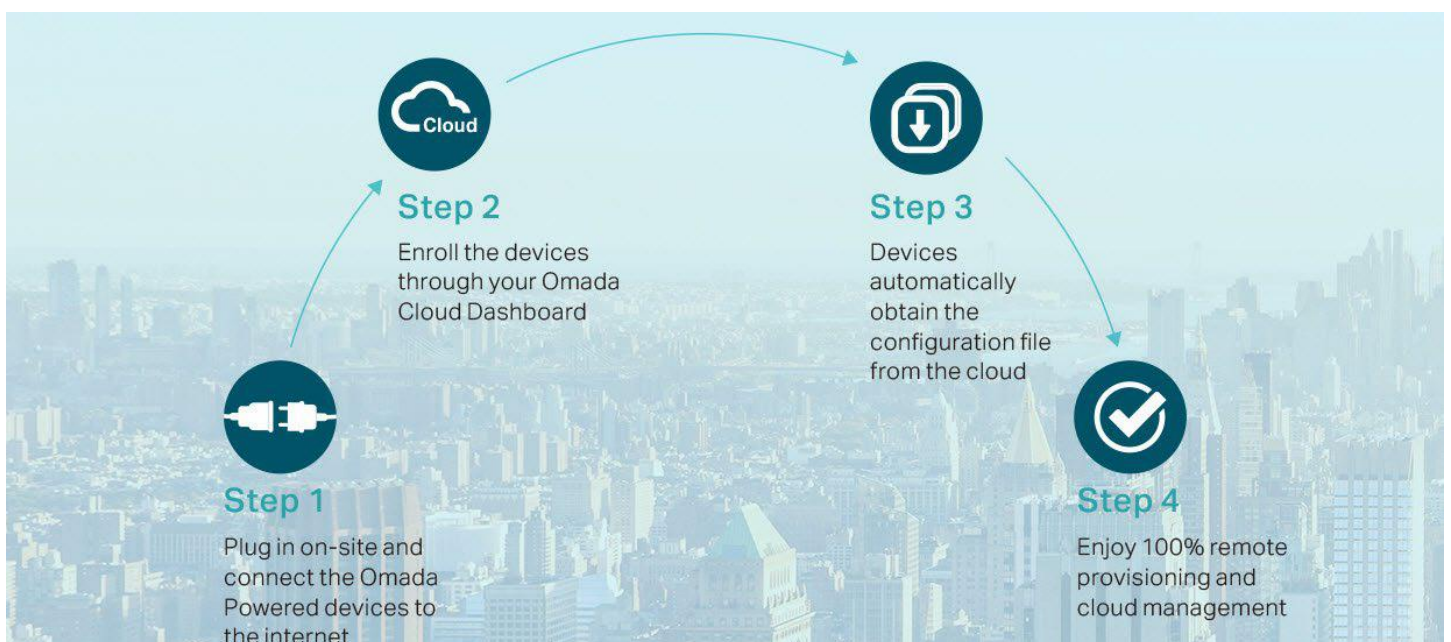 Cloud
Step 2
Enroll the devices
through your Omada
Cloud Dashboard
Step 3
Devices
automatically
obtain the
configuration file
from the cloud
Step 1
Plug in on-site and
connect the Omada
Powered devices to
the internet
Step 4
Enjoy 100% remote
provisioning and
cloud management